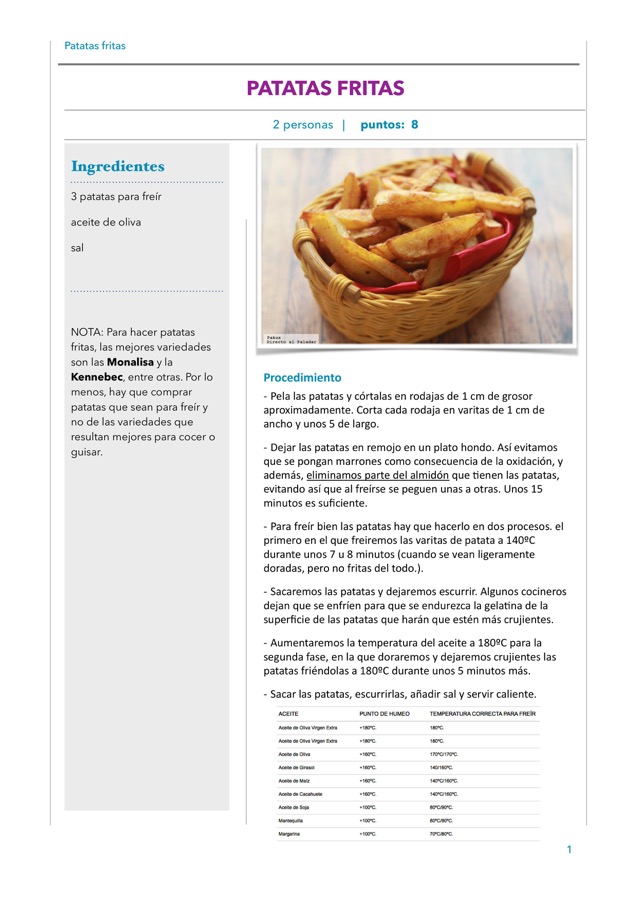 Patatas fritas
PATATAS FRITAS
2 personas | puntos: 8
Ingredientes
3 patatas para freír
aceite de oliva
sal
NOTA: Para hacer patatas
fritas, las mejores variedades
son las Monalisa y la
Kennebec, entre otras. Por lo
menos, hay que comprar
patatas que sean para freír y
no de las variedades que
resultan mejores para cocer o
guisar.
Pakus
Directo al Paladar
Procedimiento
- Pela las patatas y córtalas en rodajas de 1 cm de grosor
aproximadamente. Corta cada rodaja en varitas de 1 cm de
ancho y unos 5 de largo.
- Dejar las patatas en remojo en un plato hondo. Así evitamos
que se pongan marrones como consecuencia de la oxidación, y
además, eliminamos parte del almidón que tienen las patatas,
evitando así que al freírse se peguen unas a otras. Unos 15
minutos es suficiente.
- Para freír bien las patatas hay que hacerlo en dos procesos. el
primero en el que freiremos las varitas de patata a 140ºC
durante unos 7 u 8 minutos (cuando se vean ligeramente
doradas, pero no fritas del todo.).
- Sacaremos las patatas y dejaremos escurrir. Algunos cocineros
dejan que se enfríen para que se endurezca la gelatina de la
superficie de las patatas que harán que estén más crujientes.
- Aumentaremos la temperatura del aceite a 180ºC para la
segunda fase, en la que doraremos y dejaremos crujientes las
patatas friéndolas a 180ºC durante unos 5 minutos más.
- Sacar las patatas, escurrirlas, añadir sal y servir caliente.
ACEITE PUNTO DE HUMEO TEMPERATURA CORRECTA PARA FREÍR
Aceite de Oliva Virgen Extra +180ºC. 180ºC.
Aceite de Oliva Virgen Extra +180ºC. 180ºC.
Aceite de Oliva +160ºC. 170ºC/170ºC.
Aceite de Girasol +160ºC. 140/160ºC.
Aceite de Maíz +160ºC. 140ºC/160ºC.
Aceite de Cacahuete +160ºC. 140ºC/160ºC.
Aceite de Soja +100ºC. 80ºC/90ºC.
Mantequilla +100ºC. 80ºC/90ºC.
Margarina +100ºC. 70ºC/80ºC.
1